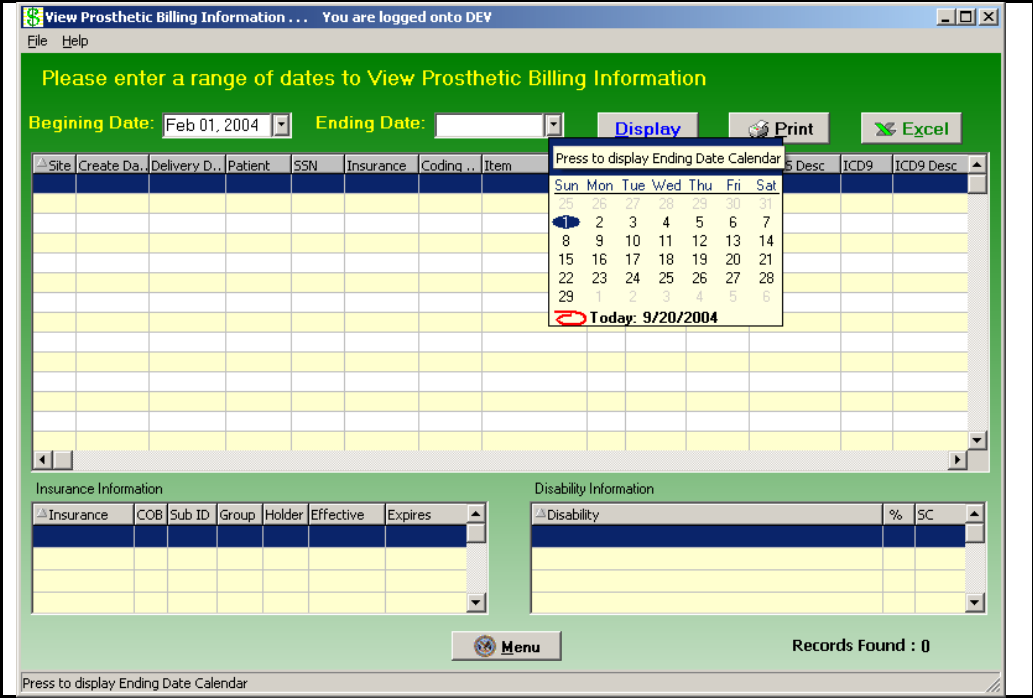 View Prosthetic Billing Information . . . You are logged onto DEV
File Help
Please enter a range of dates to View Prosthetic Billing Information
Begining Date: Feb 01, 2004 Ending Date: Display Print Excel
Press to display Ending Date Calendar
Site Create Da.. Delivery D.. Patient SSN Insurance Coding .. Item S Desc ICD9 ICD9 Desc
Sun Mon Tue Wed Thu Fri Sat
25 26 27 28 29 30 31
1 2 3 4 5 6 7
8 9 10 11 12 13 14
15 16 17 18 19 20 21
22 23 24 25 26 27 28
29 1 2 3 4 5 6
Today: 9/20/2004
Insurance Information Disability Information
Insurance COB Sub ID Group Holder Effective Expires Disability % SC
Menu Records Found : 0
Press to display Ending Date Calendar